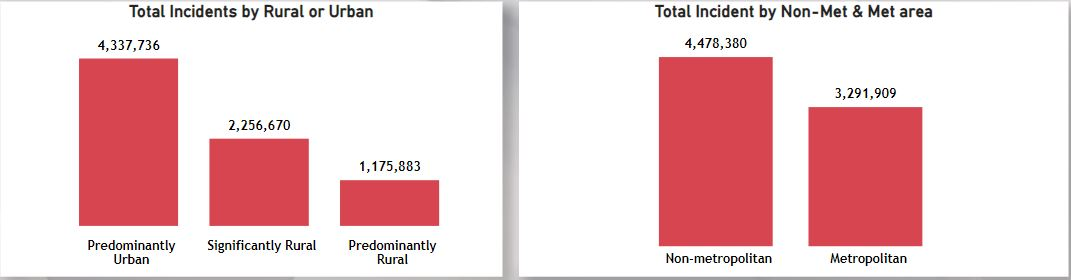 Total Incidents by Rural or Urban
4,337,736
2,256,670
1,175,883
Predominantly
Urban
Significantly Rural
Predominantly
Rural
Total Incident by Non-Met & Met area
4,478,380
3,291,909
Non-metropolitan
Metropolitan